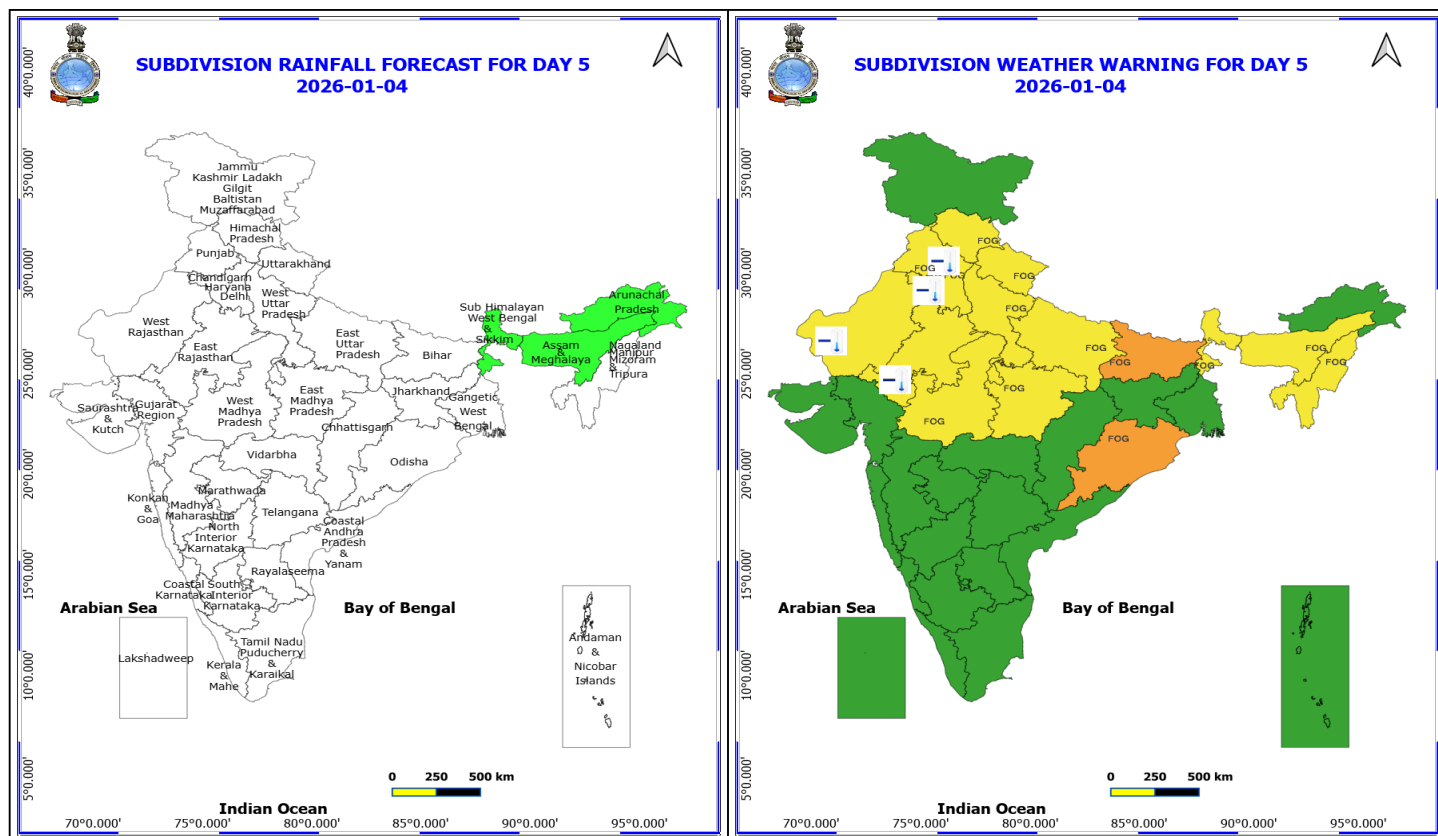 SUBDIVISION RAINFALL FORECAST FOR DAY 5
2026-01-04
40°0.000'
35°0.000'
30°0.000'
25°0.000'
20°0.000'
15°0.000'
10°0.000'
5°0.000'
Jammu
Kashmir Ladakh
Gilgit
Baltistan
Muzaffarabad
Himachal
Pradesh
Punjab
Uttarakhand
Chandigarh
Haryana
Delhi
West
Uttar
Pradesh
West
Rajasthan
East
Rajasthan
East
Uttar
Pradesh
Bihar
Sub Himalayan
West Bengal
&
Sikkim
Arunachal
Pradesh
Assam
&
Meghalaya
Nagaland
Manipur
Mizoram
&
Tripura
Saurashtra
&
Kutch
Gujarat
Region
West
Madhya
Pradesh
East
Madhya
Pradesh
Jharkhand
Gangetic
West
Bengal
Chhattisgarh
Vidarbha
Odisha
Konkan
&
Goa
Madhya
Maharashtra
Marathwada
North
Interior
Karnataka
Telangana
Coastal
Andhra
Pradesh
&
Yanam
Rayalaseema
Coastal
Karnataka
South
Interior
Karnataka
Arabian Sea
Bay of Bengal
Lakshadweep
Kerala
&
Mahe
Tamil Nadu
Puducherry
&
Karaikal
Andaman
&
Nicobar
Islands
0 250 500 km
Indian Ocean
70°0.000' 75°0.000' 80°0.000' 85°0.000' 90°0.000' 95°0.000'
SUBDIVISION WEATHER WARNING FOR DAY 5
2026-01-04
40°0.000'
35°0.000'
30°0.000'
25°0.000'
20°0.000'
15°0.000'
10°0.000'
5°0.000'
FOG
FOG
FOG
FOG
FOG
FOG
FOG
FOG
FOG
FOG
FOG
FOG
FOG
Arabian Sea
Bay of Bengal
0 250 500 km
Indian Ocean
70°0.000' 75°0.000' 80°0.000' 85°0.000' 90°0.000' 95°0.000'